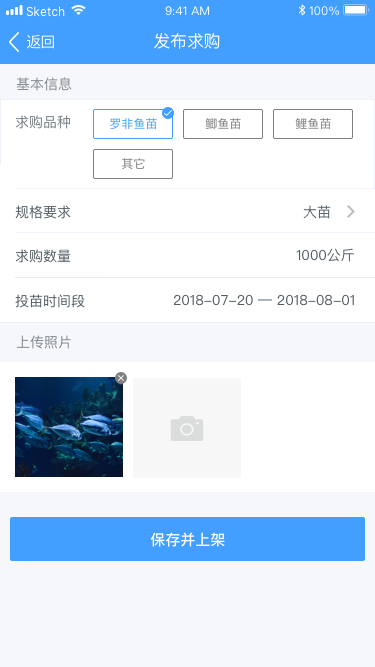 Sketch 9:41 AM 100%
返回 发布求购
基本信息
求购品种 罗非鱼苗 鲫鱼苗 鲤鱼苗
其它
规格要求 大苗
求购数量 1000公斤
投苗时间段 2018-07-20 — 2018-08-01
上传照片
保存并上架